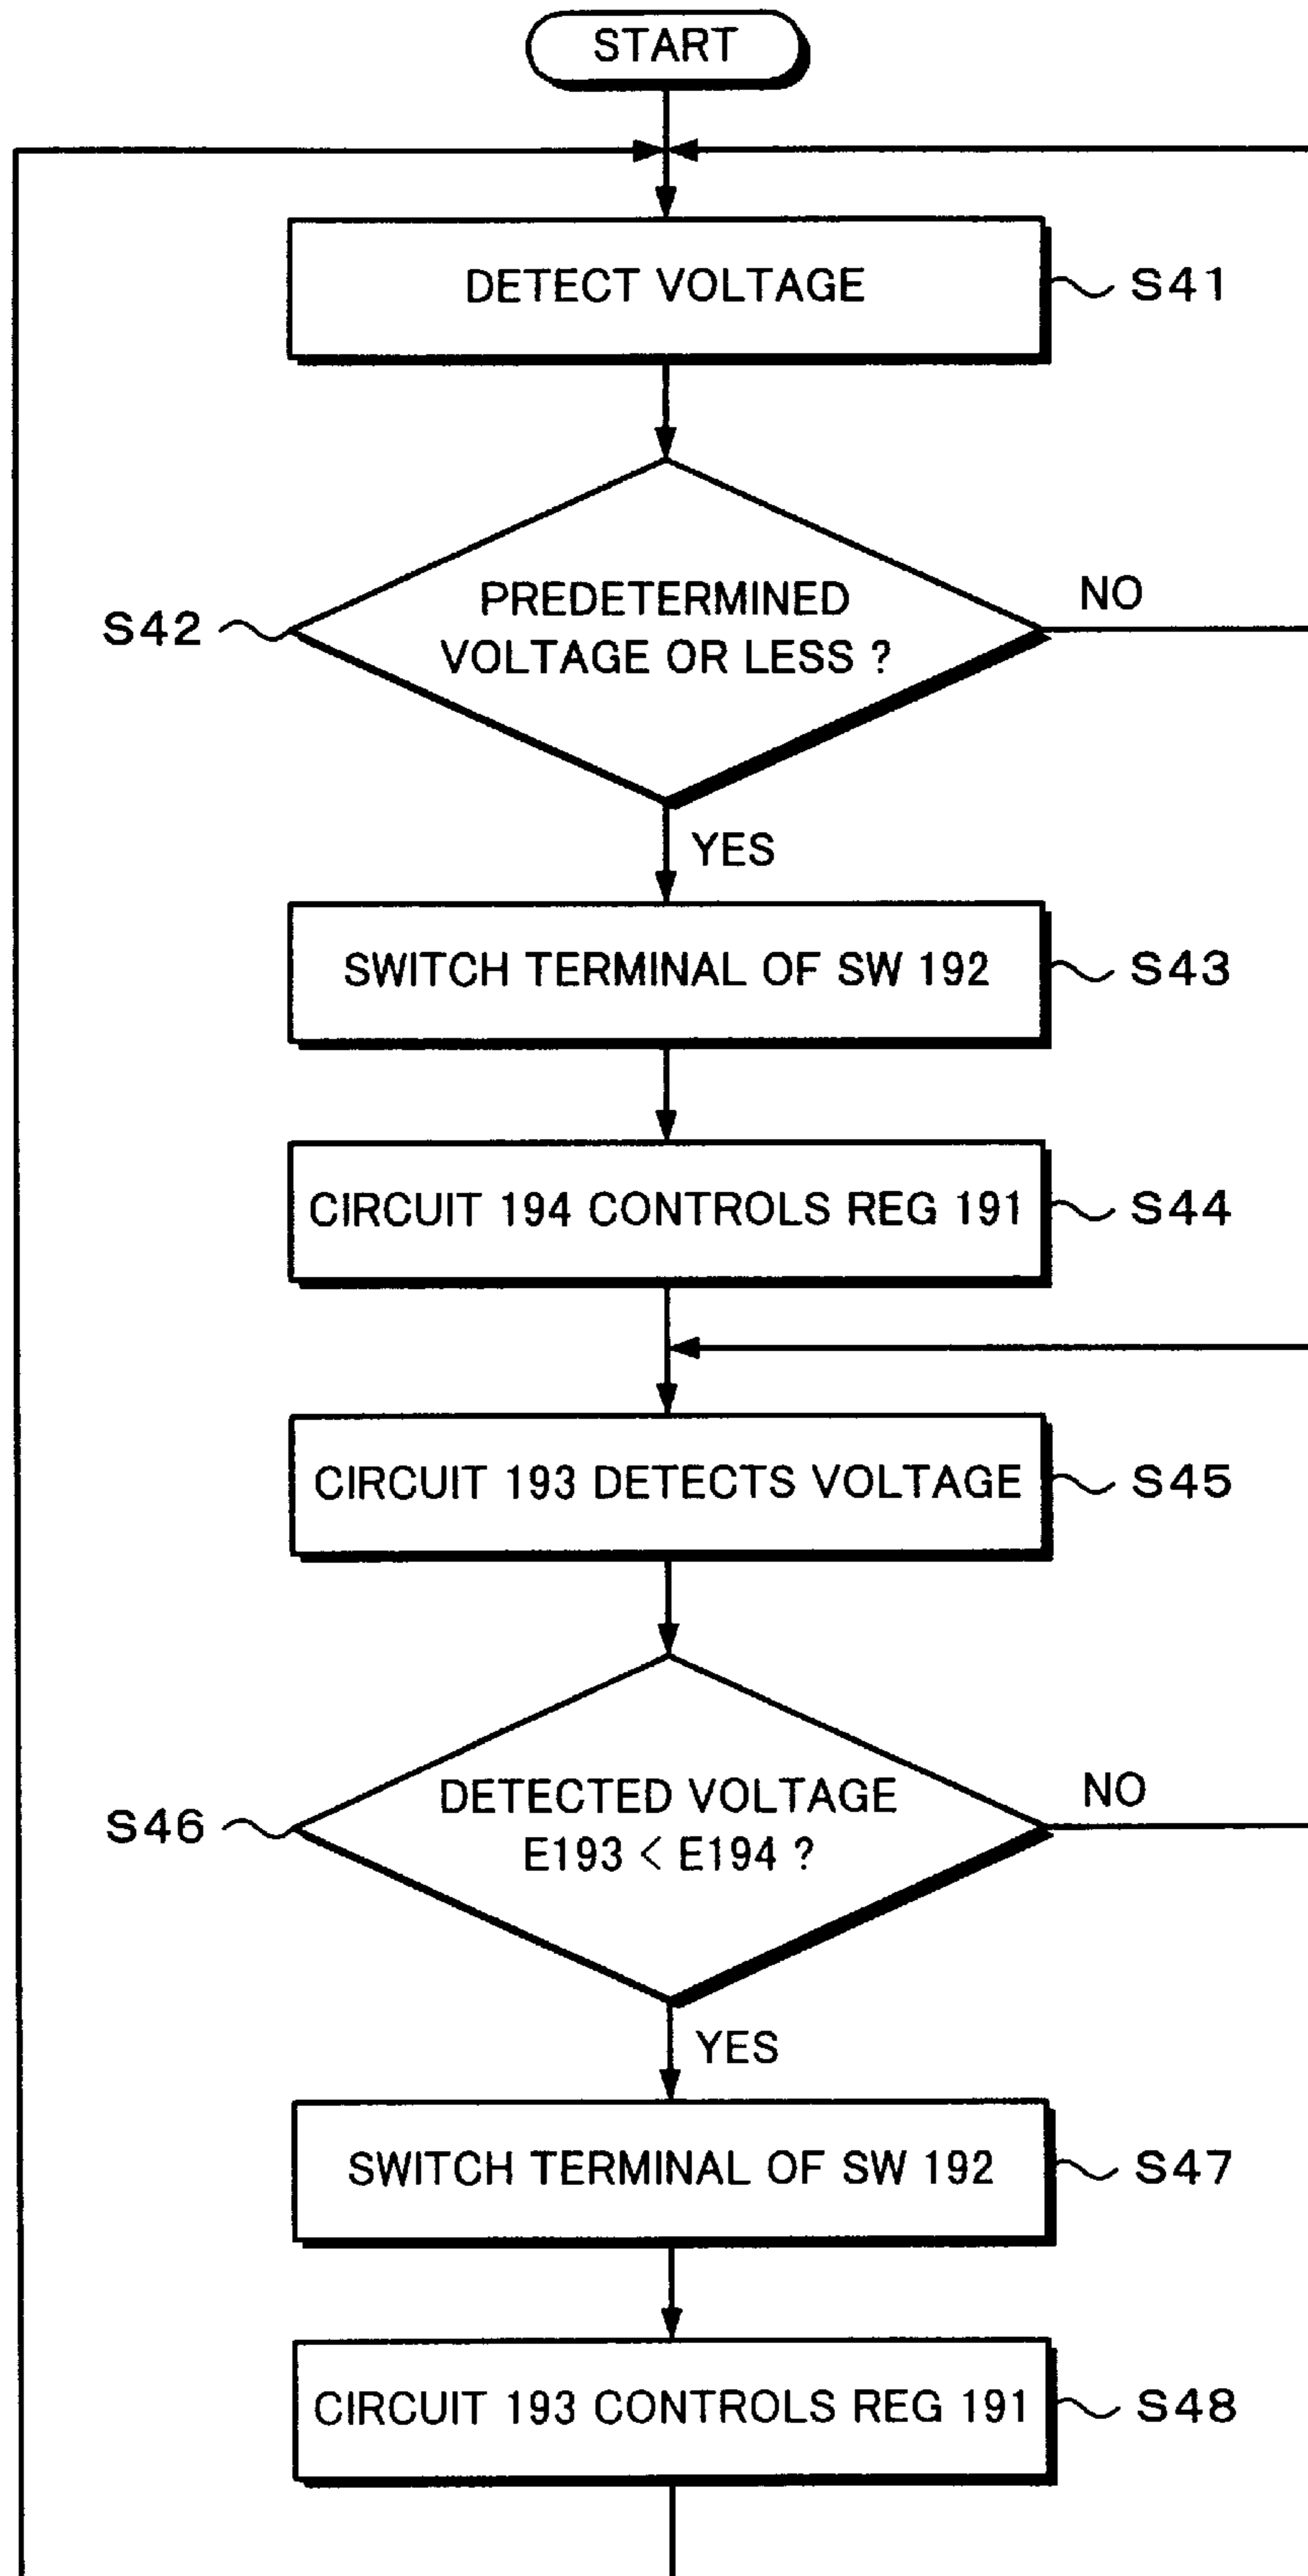 START
DETECT VOLTAGE
S41
PREDETERMINED
VOLTAGE OR LESS ?
S42
NO
YES
SWITCH TERMINAL OF SW 192
S43
CIRCUIT 194 CONTROLS REG 191
S44
CIRCUIT 193 DETECTS VOLTAGE
S45
DETECTED VOLTAGE
E193 < E194 ?
S46
NO
YES
SWITCH TERMINAL OF SW 192
S47
CIRCUIT 193 CONTROLS REG 191
S48